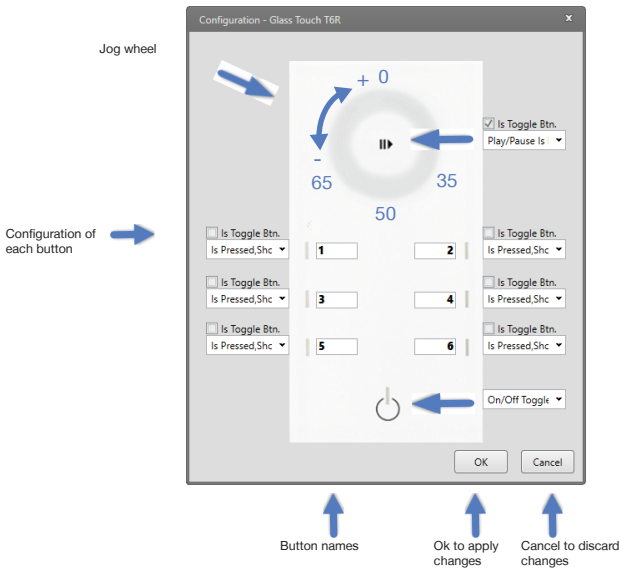 Configuration - Glass Touch T6R
x
Jog wheel
+ 0
Is Toggle Btn.
Play/Pause Is
-
65
35
50
Configuration of
each button
Is Toggle Btn.
Is Pressed,Shc
1
2
Is Toggle Btn.
Is Pressed,Shc
Is Toggle Btn.
Is Pressed,Shc
3
4
Is Toggle Btn.
Is Pressed,Shc
Is Toggle Btn.
Is Pressed,Shc
5
6
Is Toggle Btn.
Is Pressed,Shc
On/Off Toggle
OK
Cancel
Button names
Ok to apply
changes
Cancel to discard
changes